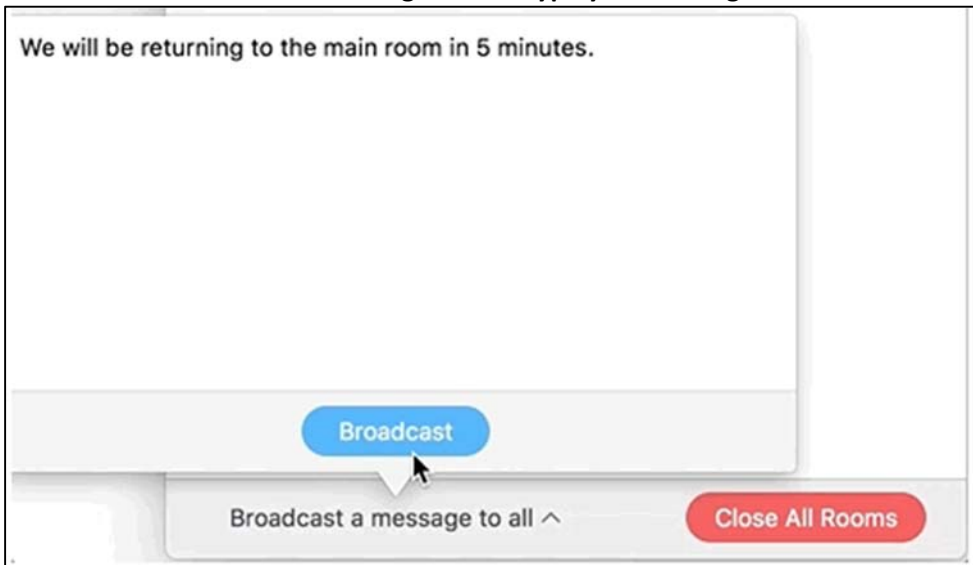 We will be returning to the main room in 5 minutes.
Broadcast
Broadcast a message to all ^
Close All Rooms